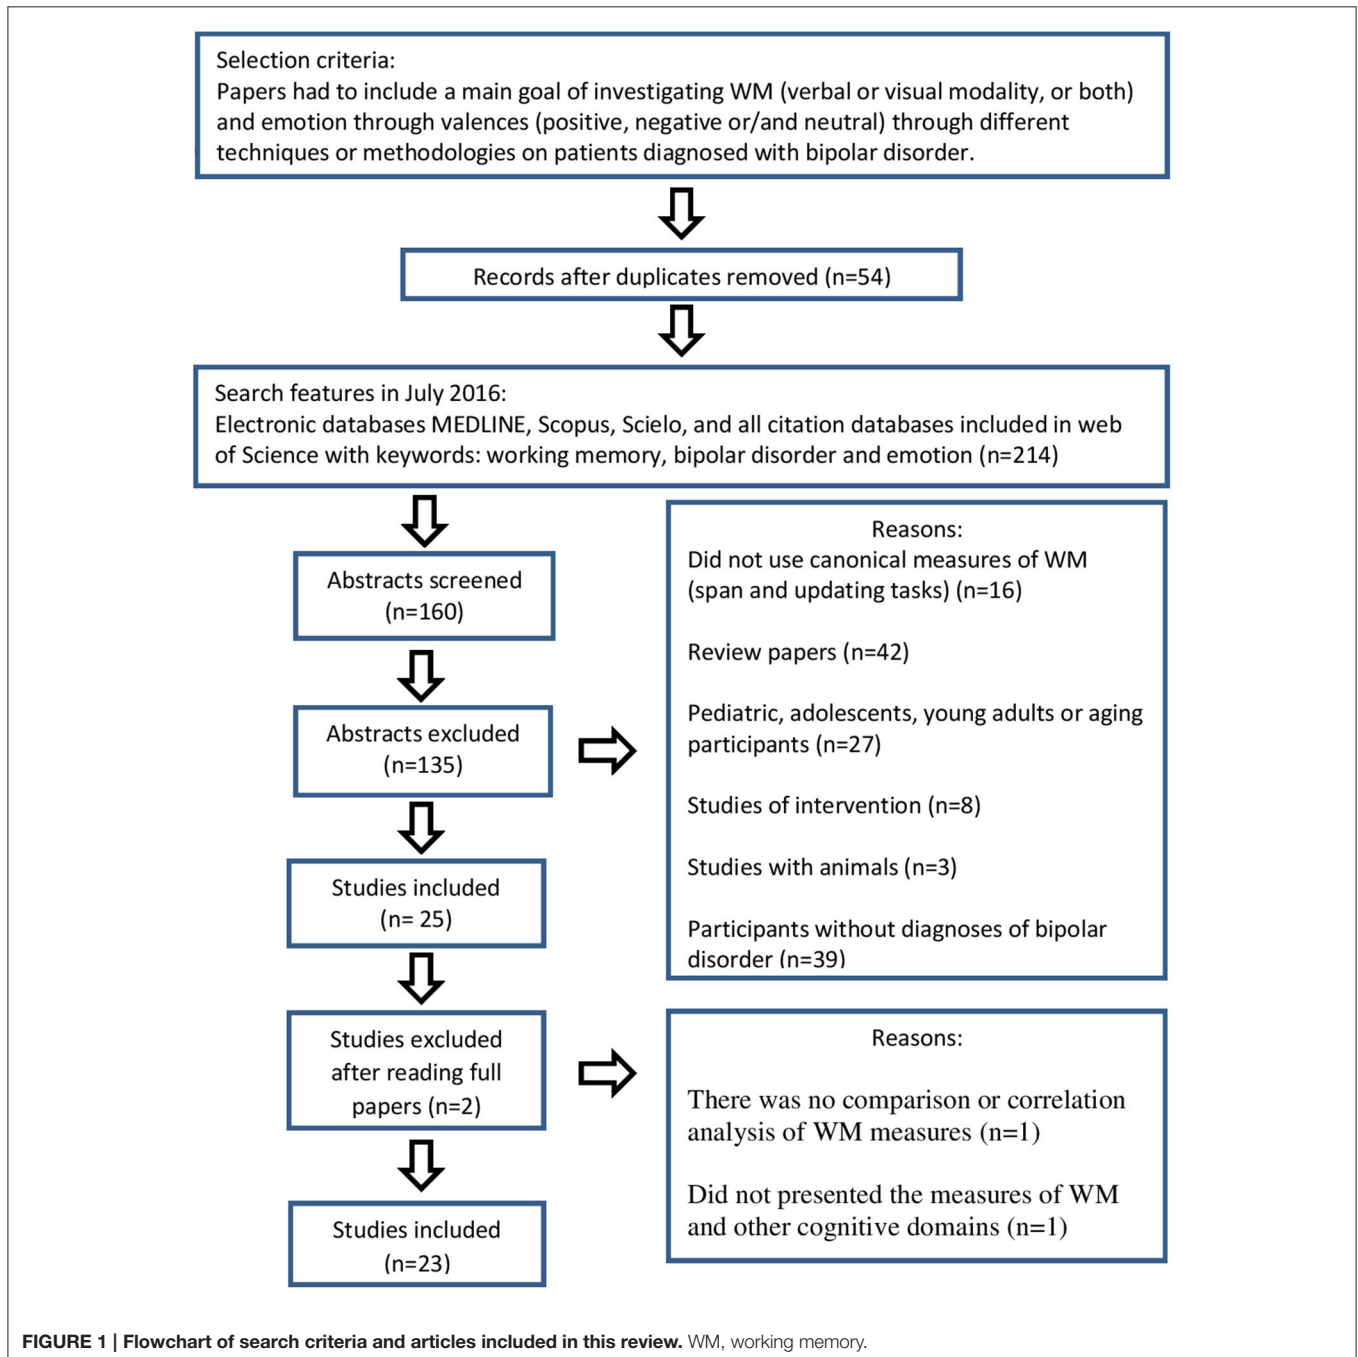 Selection criteria:
Papers had to include a main goal of investigating WM (verbal or visual modality, or both)
and emotion through valences (positive, negative or/and neutral) through different
techniques or methodologies on patients diagnosed with bipolar disorder.
Records after duplicates removed (n=54)
Search features in July 2016:
Electronic databases MEDLINE, Scopus, Scielo, and all citation databases included in web
of Science with keywords: working memory, bipolar disorder and emotion (n=214)
Abstracts screened
(n=160)
Abstracts excluded
(n=135)
Reasons:
Did not use canonical measures of WM
(span and updating tasks) (n=16)
Review papers (n=42)
Pediatric, adolescents, young adults or aging
participants (n=27)
Studies of intervention (n=8)
Studies with animals (n=3)
Participants without diagnoses of bipolar
disorder (n=39)
Studies included
(n= 25)
Studies excluded
after reading full
papers (n=2)
Reasons:
There was no comparison or correlation
analysis of WM measures (n=1)
Did not presented the measures of WM
and other cognitive domains (n=1)
Studies included
(n=23)
FIGURE 1 | Flowchart of search criteria and articles included in this review. WM, working memory.